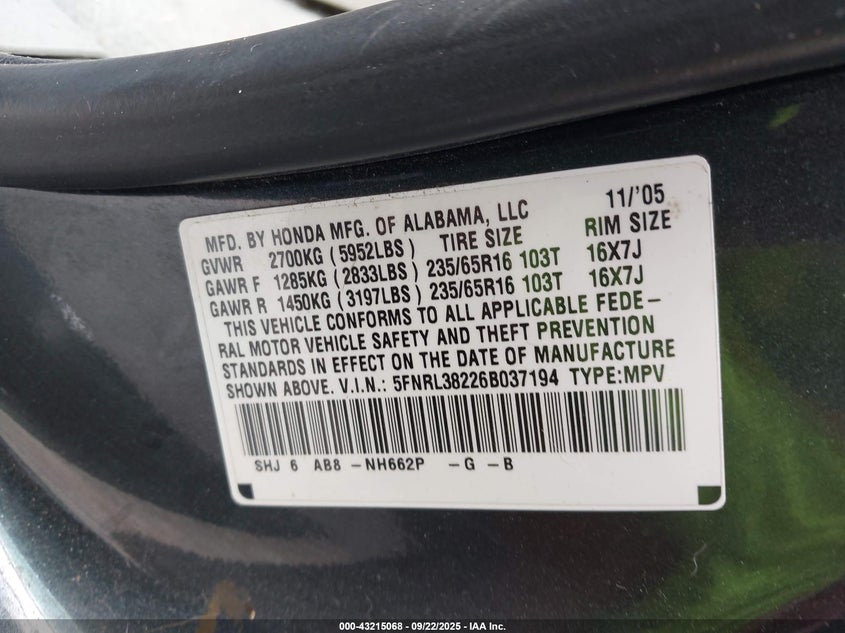 MFD. BY HONDA MFG. OF ALABAMA, LLC 11/'05
GVWR 2700KG (5952LBS) TIRE SIZE RIM SIZE
GAWR F 1285KG (2833LBS) 235/65R16 103T 16X7J
GAWR R 1450KG (3197LBS) 235/65R16 103T 16X7J
THIS VEHICLE CONFORMS TO ALL APPLICABLE FEDE–
RAL MOTOR VEHICLE SAFETY AND THEFT PREVENTION
STANDARDS IN EFFECT ON THE DATE OF MANUFACTURE
SHOWN ABOVE. V.I.N.: 5FNRL38226B037194 TYPE:MPV
SHJ 6 AB8 –NH662P –G –B
000-43215068 - 09/22/2025 - IAA Inc.